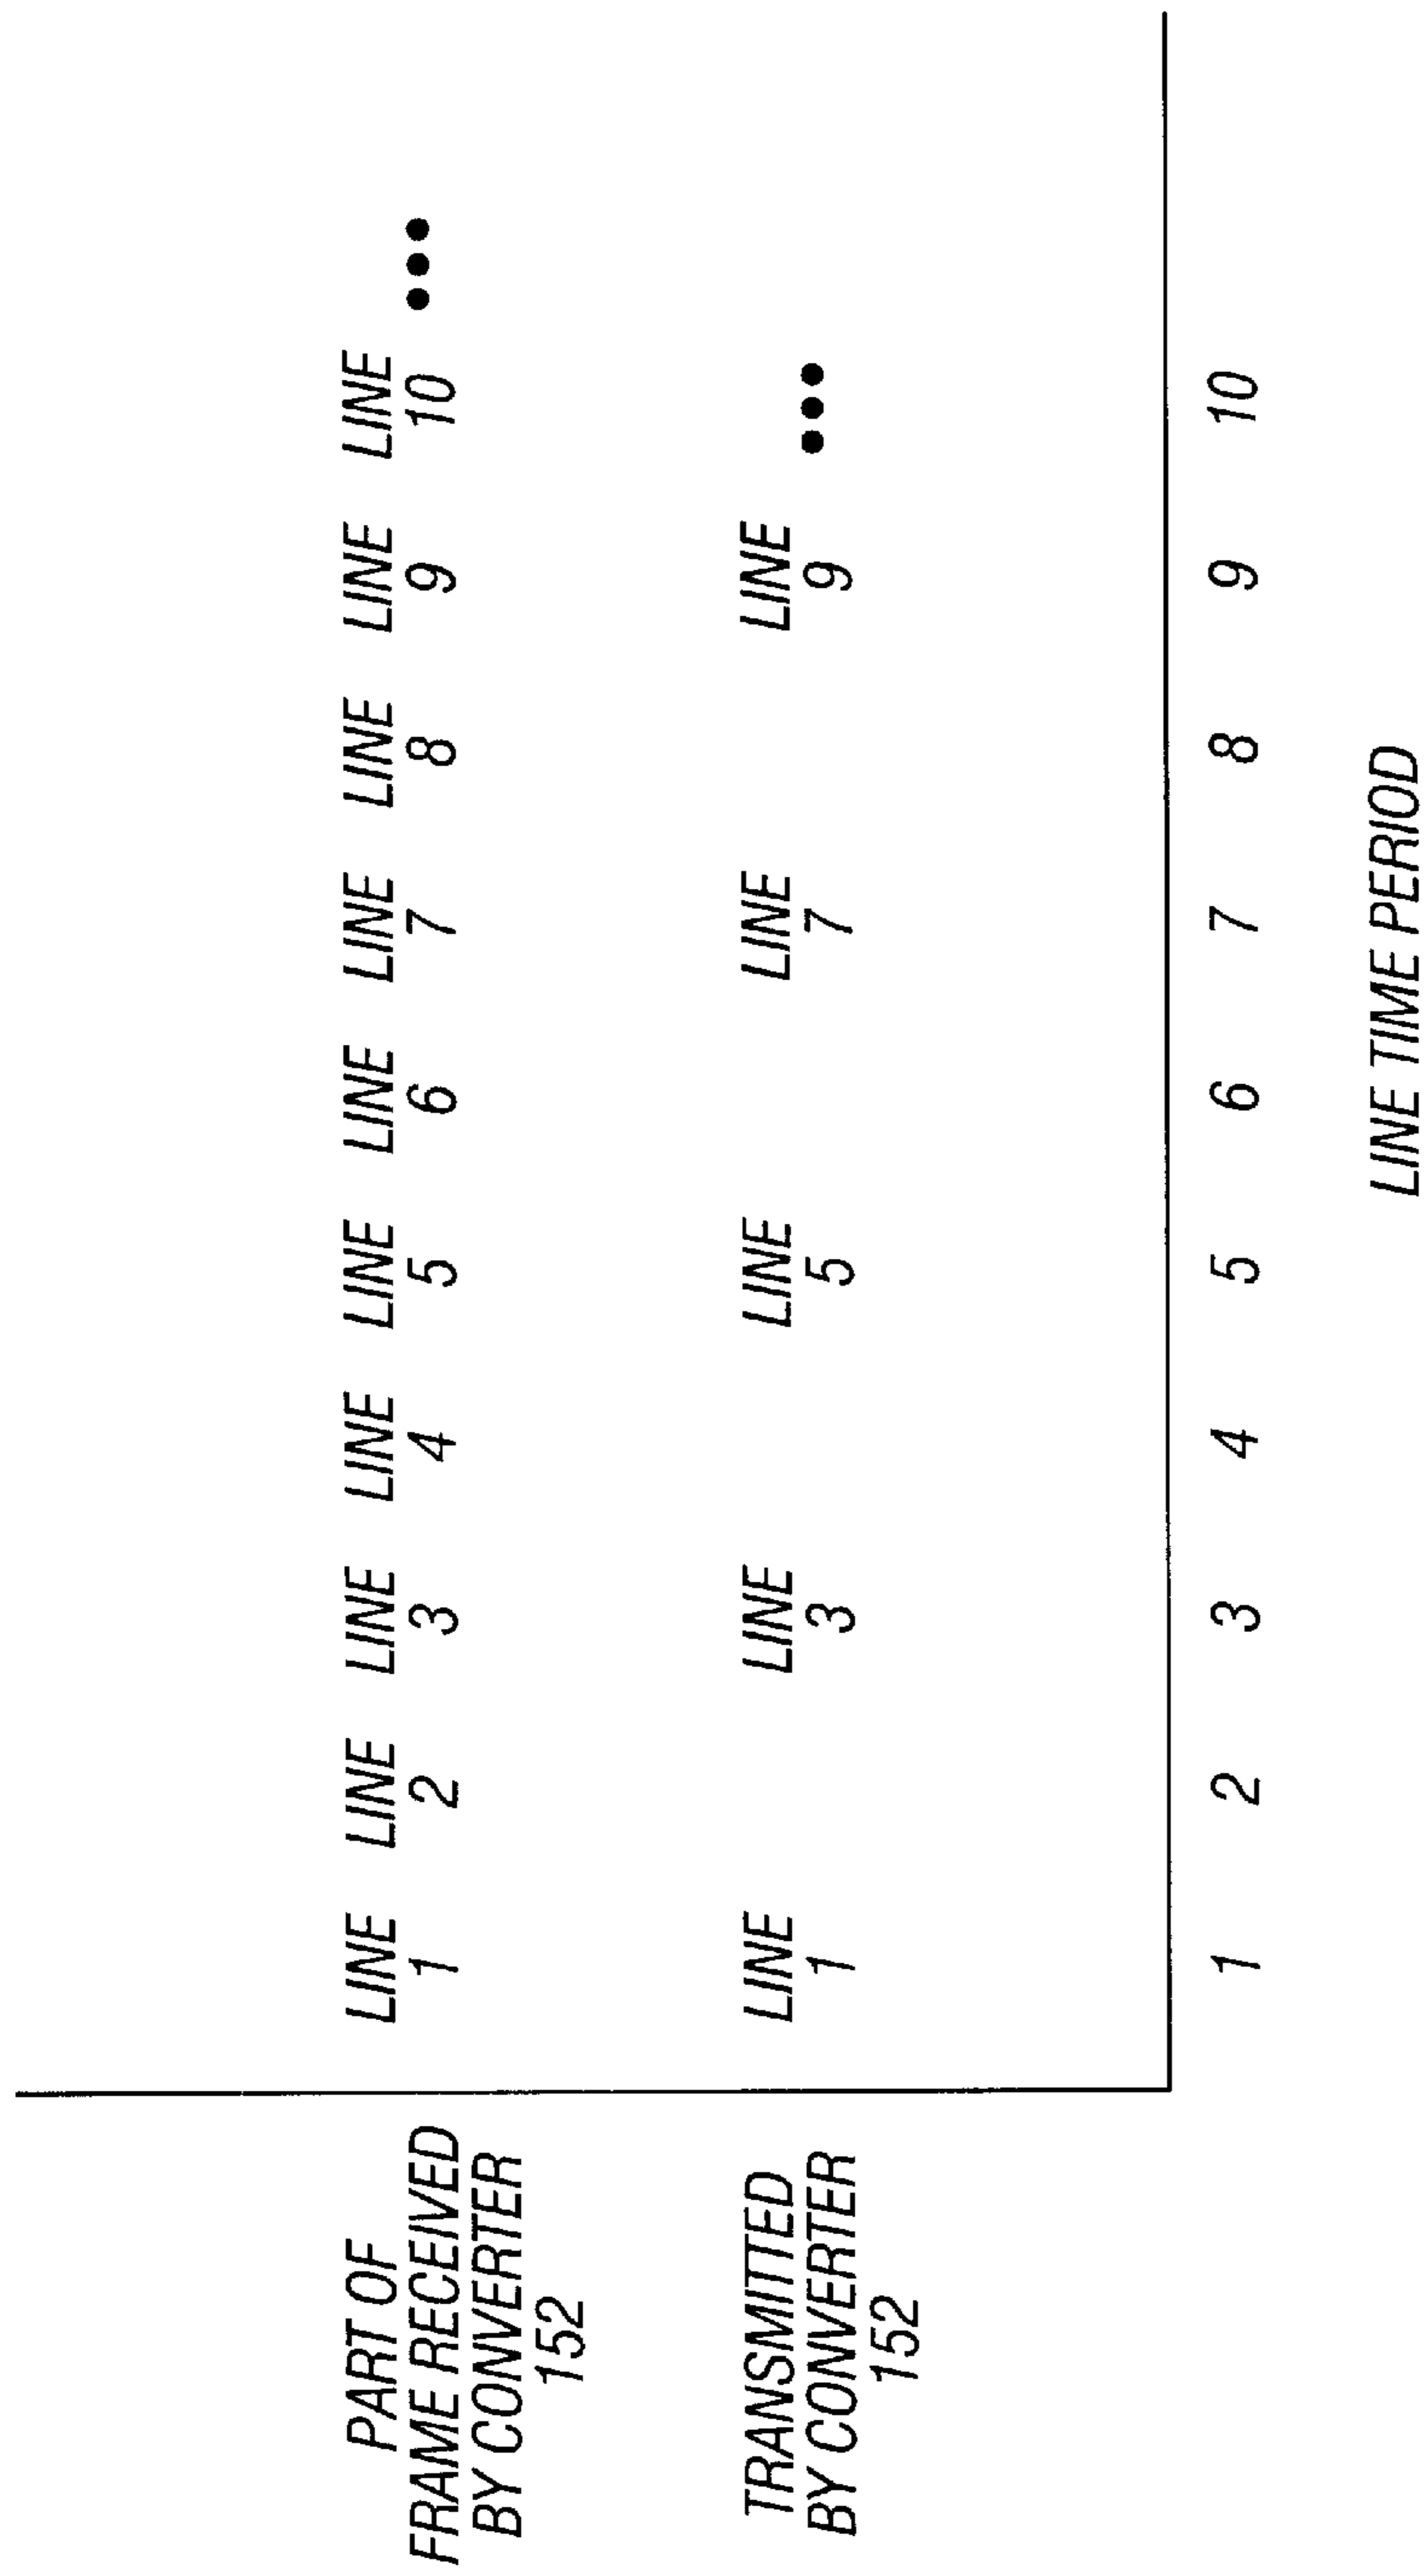 PART OF
FRAME RECEIVED
BY CONVERTER
152
LINE LINE LINE LINE LINE LINE LINE LINE LINE LINE
1 2 3 4 5 6 7 8 9 10 •••
TRANSMITTED
BY CONVERTER
152
LINE LINE LINE LINE LINE
1 3 5 7 9 •••
1 2 3 4 5 6 7 8 9 10
LINE TIME PERIOD